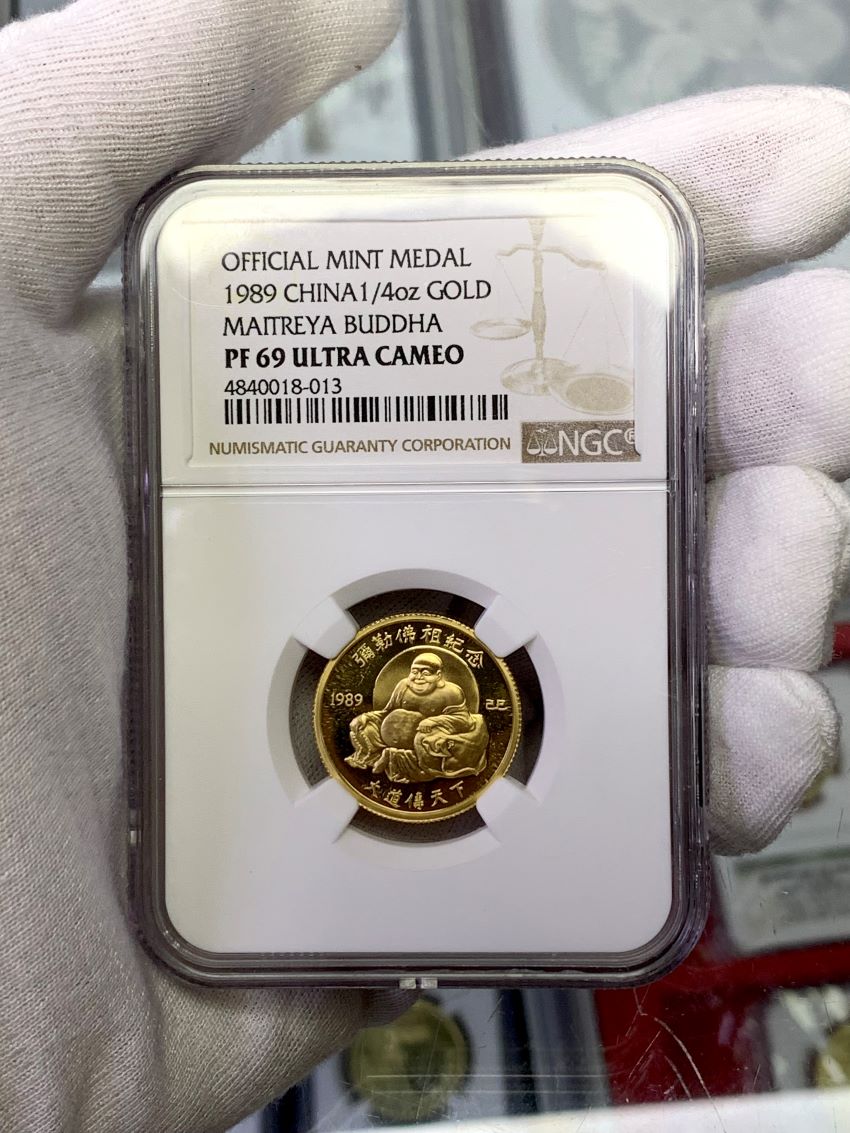 OFFICIAL MINT MEDAL
1989 CHINA1/4oz GOLD
MAITREYA BUDDHA
PF 69 ULTRA CAMEO
4840018-013
NUMISMATIC GUARANTY CORPORATION
NGC®
彌勒佛祖紀念
1989
己巳
大道傳天下